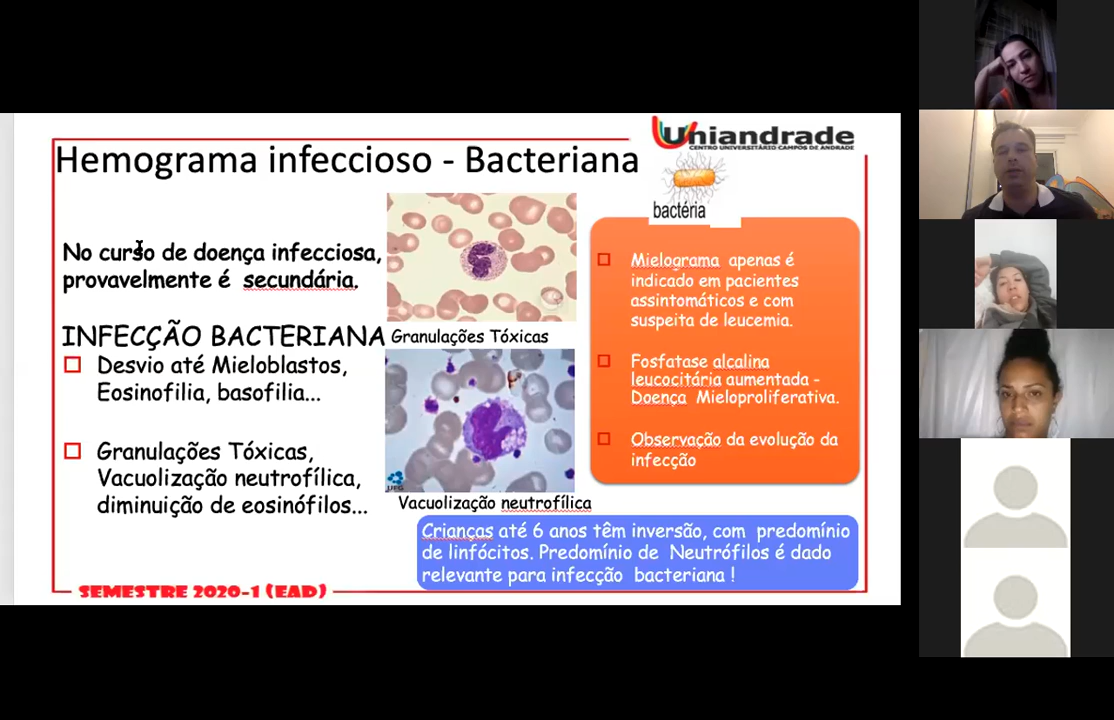 Uniandrade
CENTRO UNIVERSITÁRIO CAMPOS DE ANDRADE
Hemograma infeccioso - Bacteriana
bactéria
No curso de doença infecciosa,
provavelmente é secundária.
INFECÇÃO BACTERIANA
Desvio até Mieloblastos,
Eosinofilia, basofilia...
Granulações Tóxicas,
Vacuolização neutrofílica,
diminuição de eosinófilos...
Granulações Tóxicas
UFG
Vacuolização neutrofílica
Mielograma apenas é
indicado em pacientes
assintomáticos e com
suspeita de leucemia.
Fosfatase alcalina
leucocitária aumentada -
Doença Mieloproliferativa.
Observação da evolução da
infecção
Crianças até 6 anos têm inversão, com predomínio
de linfócitos. Predomínio de Neutrófilos é dado
relevante para infecção bacteriana !
SEMESTRE 2020-1 (EAD)